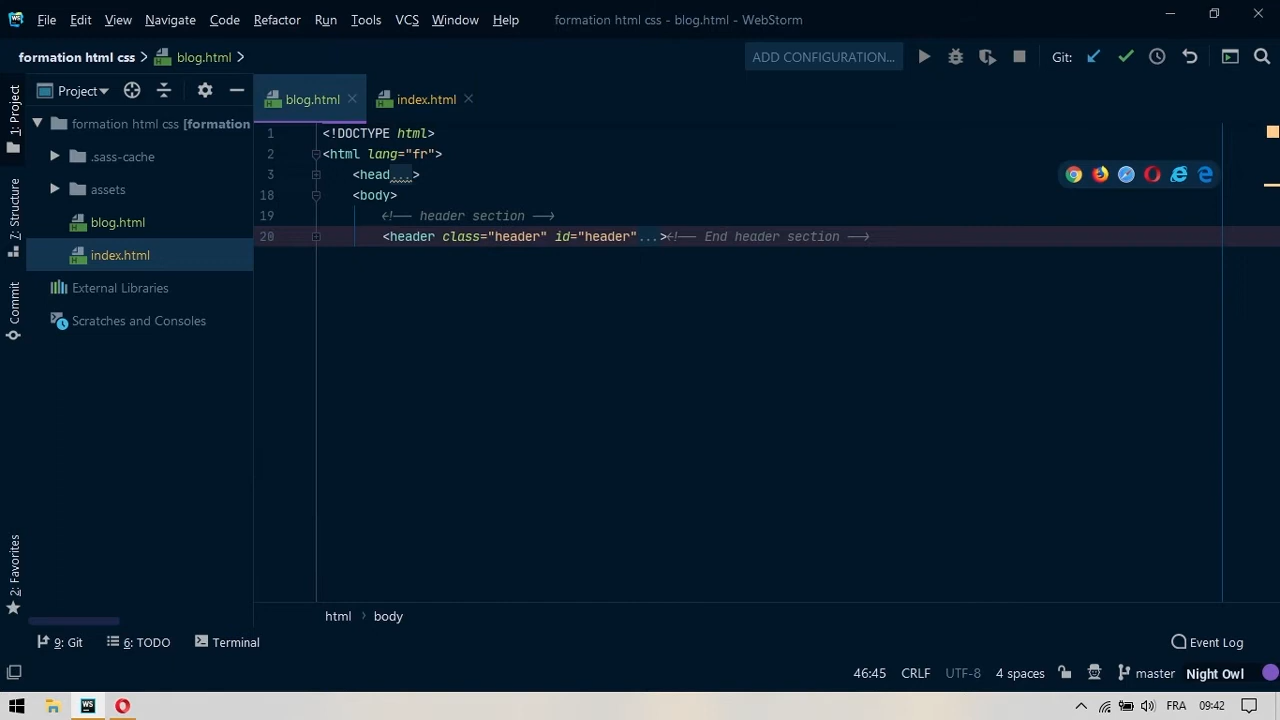 WS File Edit View Navigate Code Refactor Run Tools VCS Window Help formation html css - blog.html - WebStorm
formation html css blog.html ADD CONFIGURATION... Git:
1: Project
Project
blog.html index.html
formation html css [formation
.sass-cache
assets
blog.html
index.html
External Libraries
Scratches and Consoles
7: Structure
Commit
2: Favorites
1 <!DOCTYPE html>
2 <html lang="fr">
3 <head...>
18 <body>
19 <!-- header section -->
20 <header class="header" id="header"...><!-- End header section -->
html body
9: Git 6: TODO Terminal Event Log
46:45 CRLF UTF-8 4 spaces master Night Owl
WS FRA 09:42